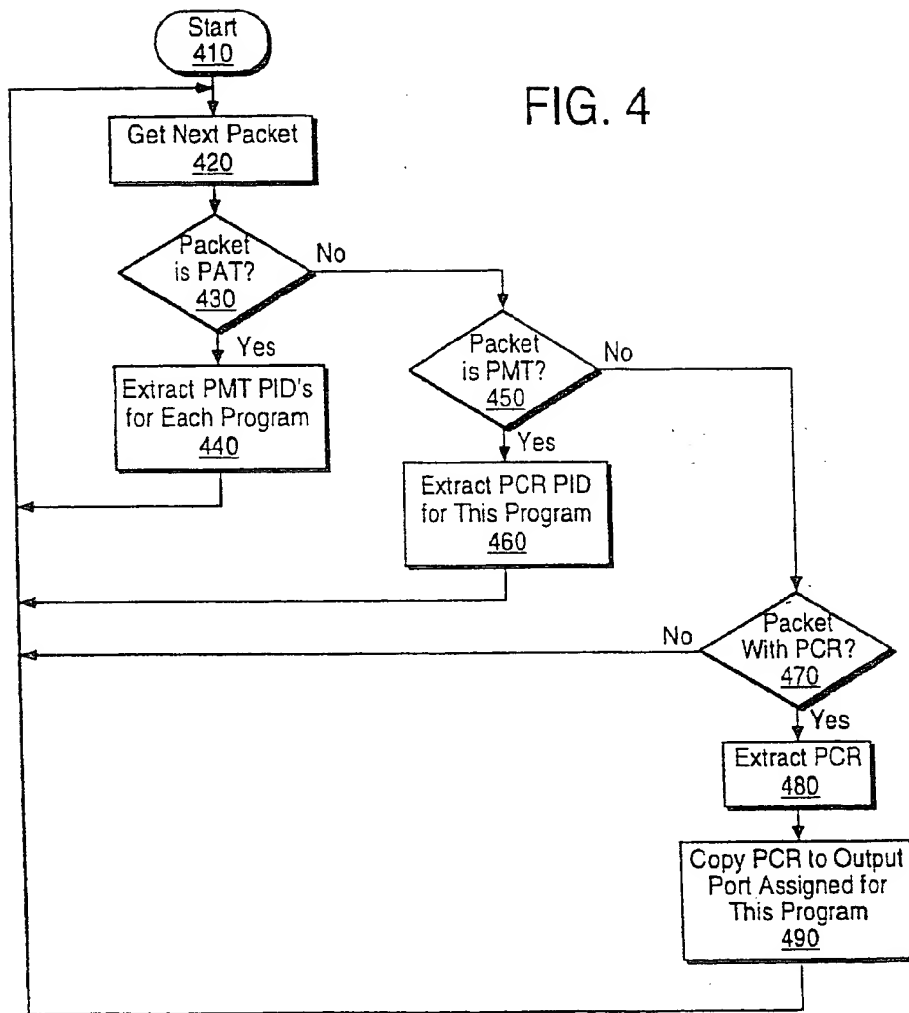 Start
410
FIG. 4
Get Next Packet
420
Packet
is PAT?
430
No
Yes
Extract PMT PID's
for Each Program
440
Packet
is PMT?
450
No
Yes
Extract PCR PID
for This Program
460
Packet
With PCR?
470
No
Yes
Extract PCR
480
Copy PCR to Output
Port Assigned for
This Program
490